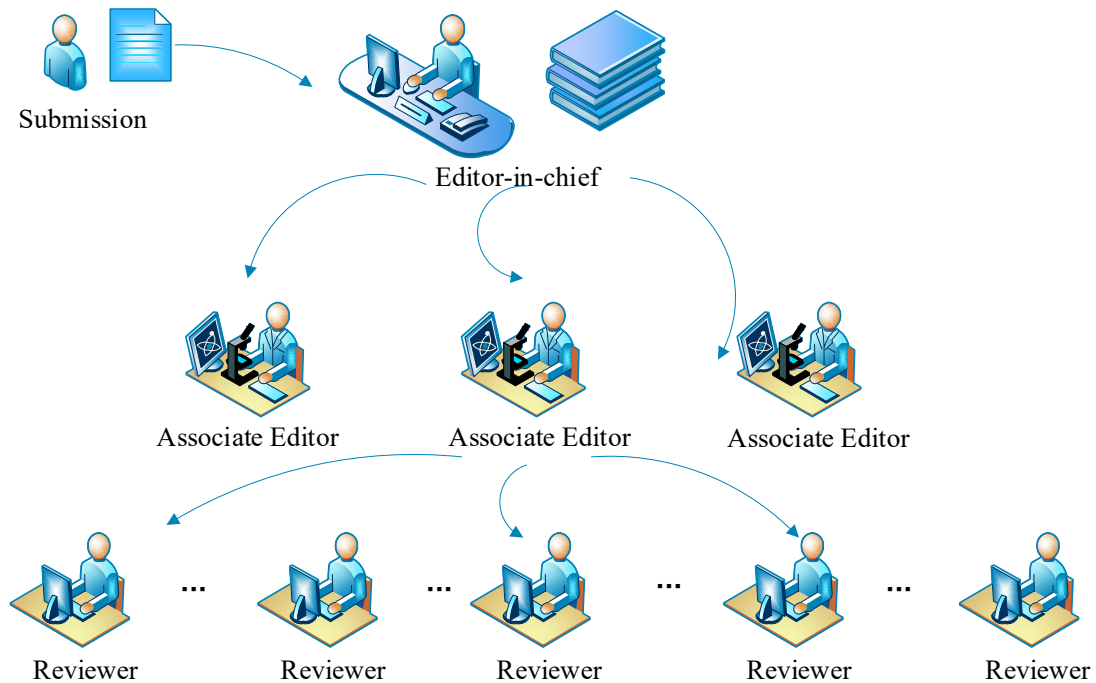 Submission
Editor-in-chief
Associate Editor
Associate Editor
Associate Editor
... ... ... ...
Reviewer
Reviewer
Reviewer
Reviewer
Reviewer